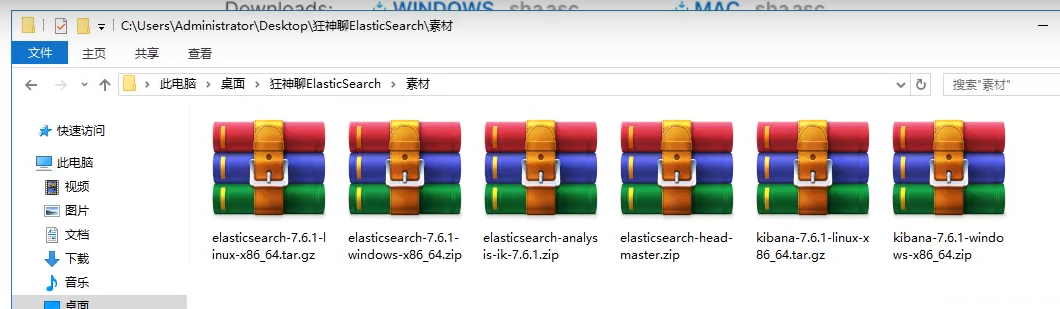 Downloads: WINDOWS sha asc MAC sha asc
C:\Users\Administrator\Desktop\狂神聊ElasticSearch\素材
文件 主页 共享 查看
此电脑 桌面 狂神聊ElasticSearch 素材 搜索"素材"
快速访问
此电脑
视频
图片
文档
下载
音乐
桌面
elasticsearch-7.6.1-l
inux-x86_64.tar.gz
elasticsearch-7.6.1-
windows-x86_64.zip
elasticsearch-analys
is-ik-7.6.1.zip
elasticsearch-head-
master.zip
kibana-7.6.1-linux-x
86_64.tar.gz
kibana-7.6.1-windo
ws-x86_64.zip